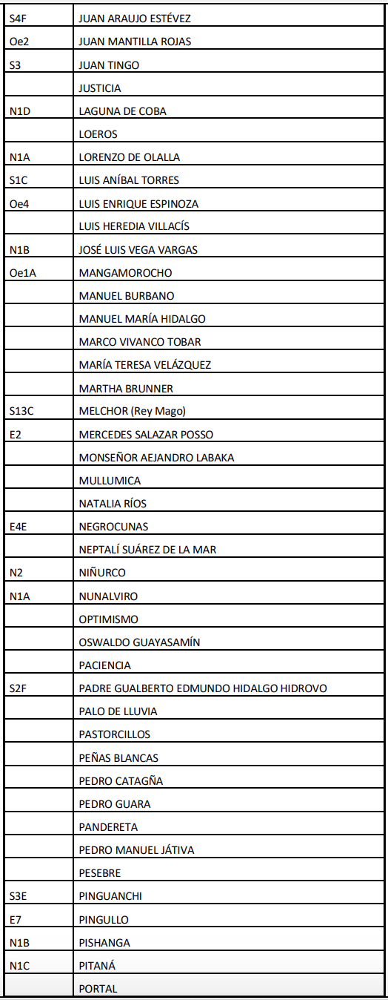 S4F JUAN ARAUJO ESTÉVEZ
Oe2 JUAN MANTILLA ROJAS
S3 JUAN TINGO
JUSTICIA
N1D LAGUNA DE COBA
LOEROS
N1A LORENZO DE OLALLA
S1C LUIS ANÍBAL TORRES
Oe4 LUIS ENRIQUE ESPINOZA
LUIS HEREDIA VILLACÍS
N1B JOSÉ LUIS VEGA VARGAS
Oe1A MANGAMOROCHO
MANUEL BURBANO
MANUEL MARÍA HIDALGO
MARCO VIVANCO TOBAR
MARÍA TERESA VELÁZQUEZ
MARTHA BRUNNER
S13C MELCHOR (Rey Mago)
E2 MERCEDES SALAZAR POSSO
MONSEÑOR AEJANDRO LABAKA
MULLUMICA
NATALIA RÍOS
E4E NEGROCUNAS
NEPTALÍ SUÁREZ DE LA MAR
N2 NIÑURCO
N1A NUNALVIRO
OPTIMISMO
OSWALDO GUAYASAMÍN
PACIENCIA
S2F PADRE GUALBERTO EDMUNDO HIDALGO HIDROVO
PALO DE LLUVIA
PASTORCILLOS
PEÑAS BLANCAS
PEDRO CATAGÑA
PEDRO GUARA
PANDERETA
PEDRO MANUEL JÁTIVA
PESEBRE
S3E PINGUANCHI
E7 PINGULLO
N1B PISHANGA
N1C PITANÁ
PORTAL